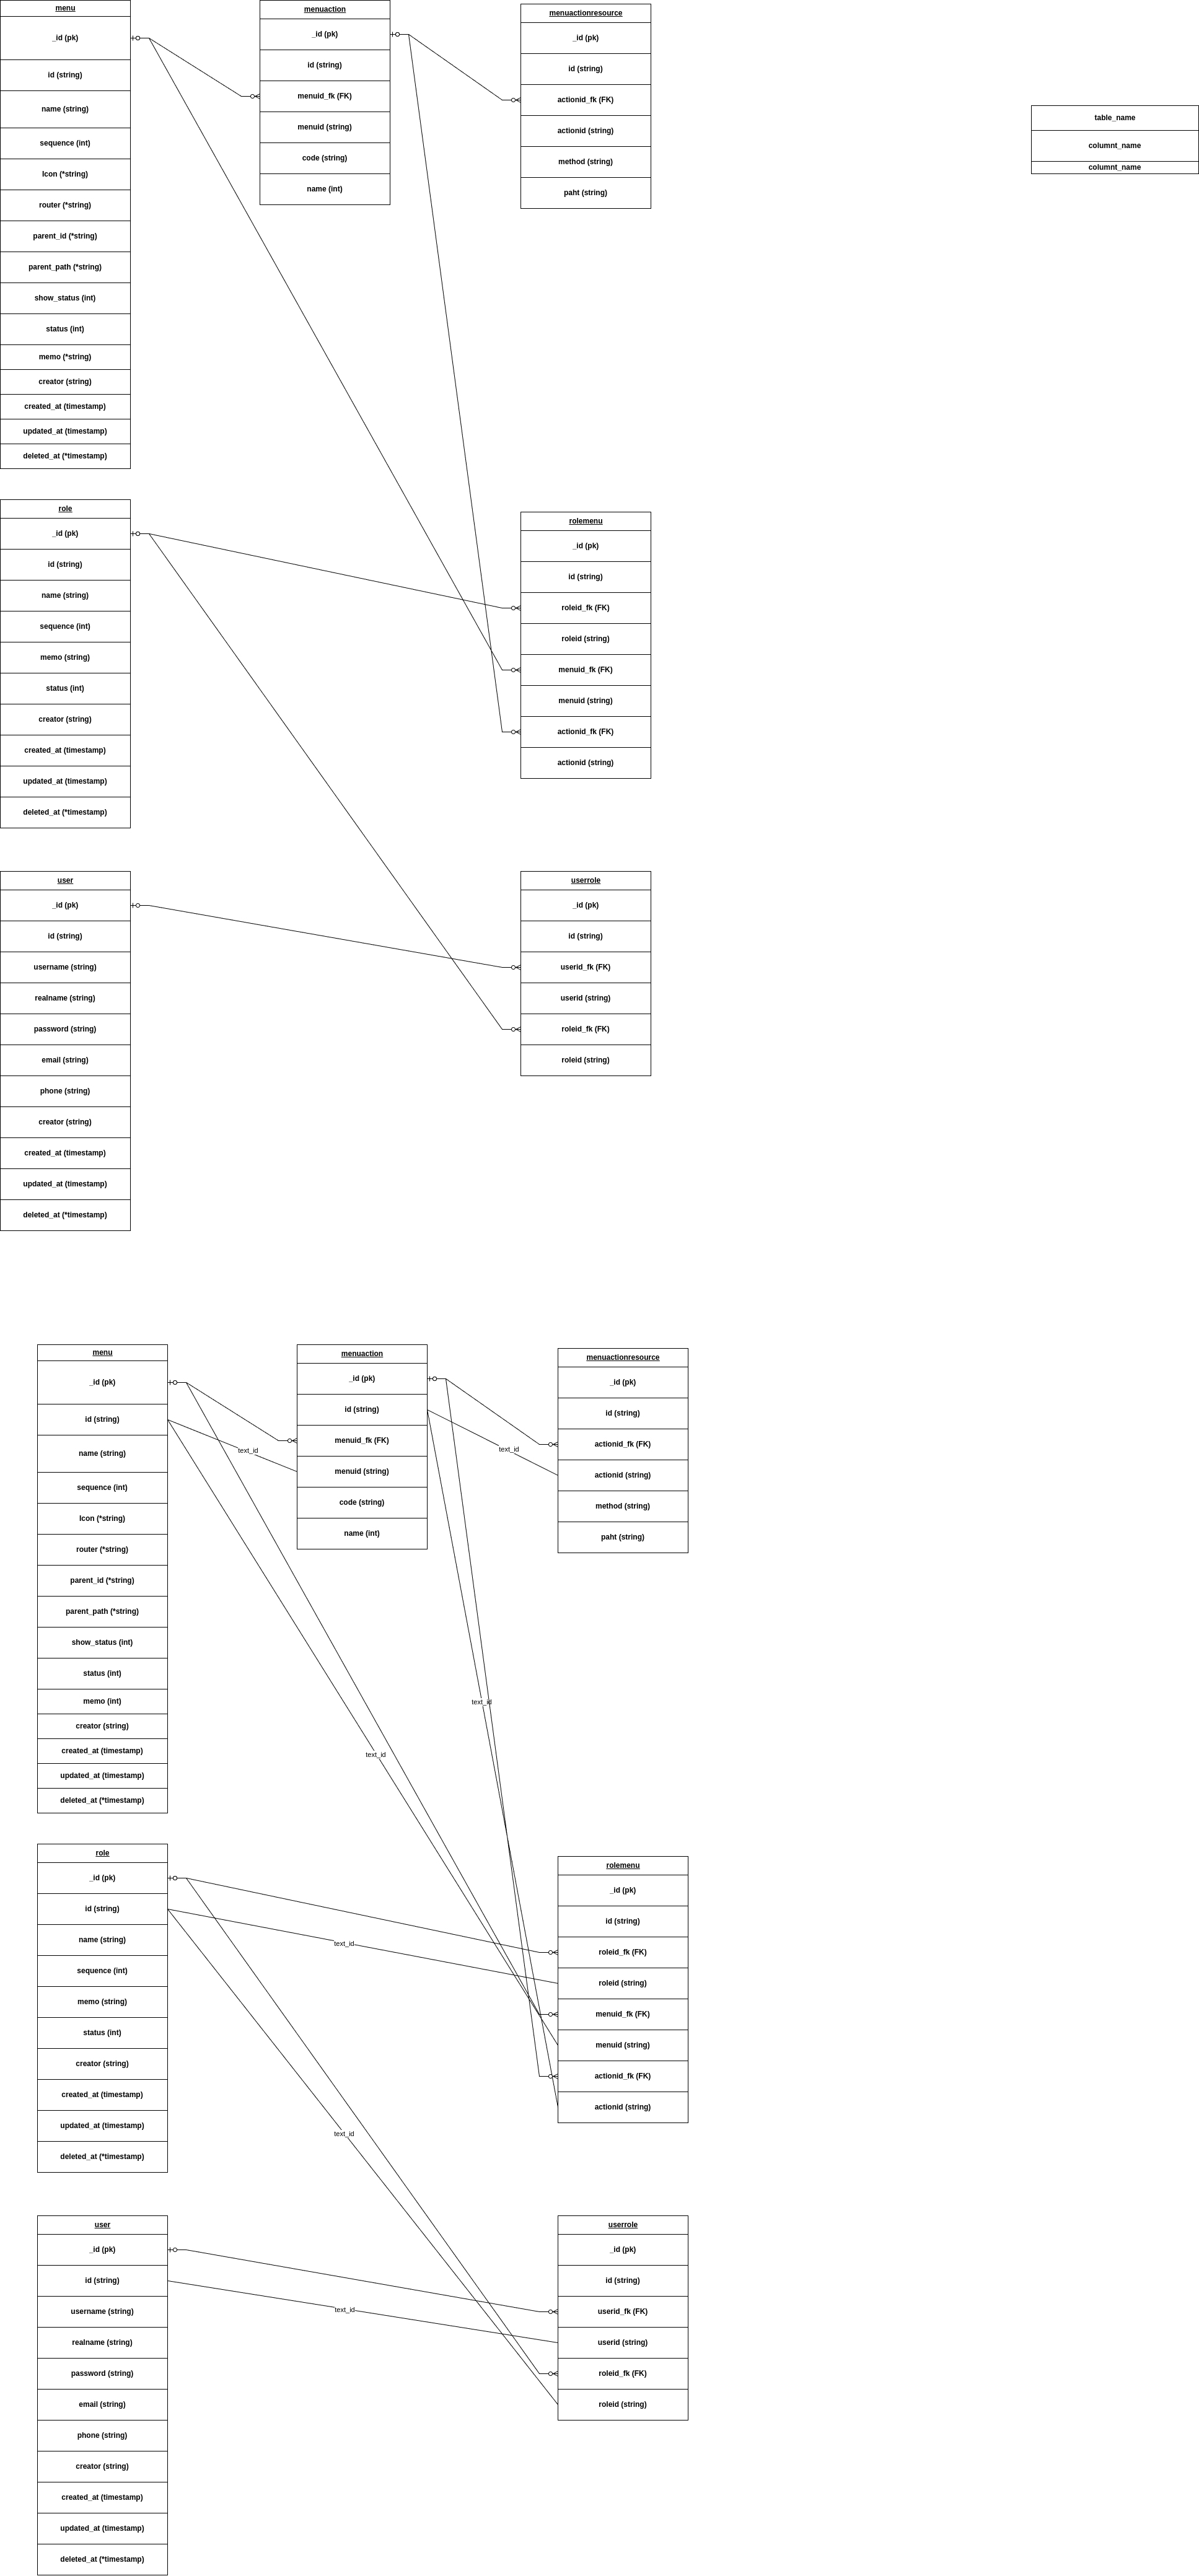 menu
_id (pk)
id (string)
name (string)
sequence (int)
Icon (*string)
router (*string)
parent_id (*string)
parent_path (*string)
show_status (int)
status (int)
memo (*string)
creator (string)
created_at (timestamp)
updated_at (timestamp)
deleted_at (*timestamp)
menuaction
_id (pk)
id (string)
menuid_fk (FK)
menuid (string)
code (string)
name (int)
menuactionresource
_id (pk)
id (string)
actionid_fk (FK)
actionid (string)
method (string)
paht (string)
table_name
columnt_name
columnt_name
role
_id (pk)
id (string)
name (string)
sequence (int)
memo (string)
status (int)
creator (string)
created_at (timestamp)
updated_at (timestamp)
deleted_at (*timestamp)
rolemenu
_id (pk)
id (string)
roleid_fk (FK)
roleid (string)
menuid_fk (FK)
menuid (string)
actionid_fk (FK)
actionid (string)
user
_id (pk)
id (string)
username (string)
realname (string)
password (string)
email (string)
phone (string)
creator (string)
created_at (timestamp)
updated_at (timestamp)
deleted_at (*timestamp)
userrole
_id (pk)
id (string)
userid_fk (FK)
userid (string)
roleid_fk (FK)
roleid (string)
menu
_id (pk)
id (string)
name (string)
sequence (int)
Icon (*string)
router (*string)
parent_id (*string)
parent_path (*string)
show_status (int)
status (int)
memo (int)
creator (string)
created_at (timestamp)
updated_at (timestamp)
deleted_at (*timestamp)
text_id
menuaction
_id (pk)
id (string)
menuid_fk (FK)
menuid (string)
code (string)
name (int)
text_id
menuactionresource
_id (pk)
id (string)
actionid_fk (FK)
actionid (string)
method (string)
paht (string)
text_id
text_id
role
_id (pk)
id (string)
name (string)
sequence (int)
memo (string)
status (int)
creator (string)
created_at (timestamp)
updated_at (timestamp)
deleted_at (*timestamp)
text_id
text_id
rolemenu
_id (pk)
id (string)
roleid_fk (FK)
roleid (string)
menuid_fk (FK)
menuid (string)
actionid_fk (FK)
actionid (string)
user
_id (pk)
id (string)
username (string)
realname (string)
password (string)
email (string)
phone (string)
creator (string)
created_at (timestamp)
updated_at (timestamp)
deleted_at (*timestamp)
text_id
userrole
_id (pk)
id (string)
userid_fk (FK)
userid (string)
roleid_fk (FK)
roleid (string)